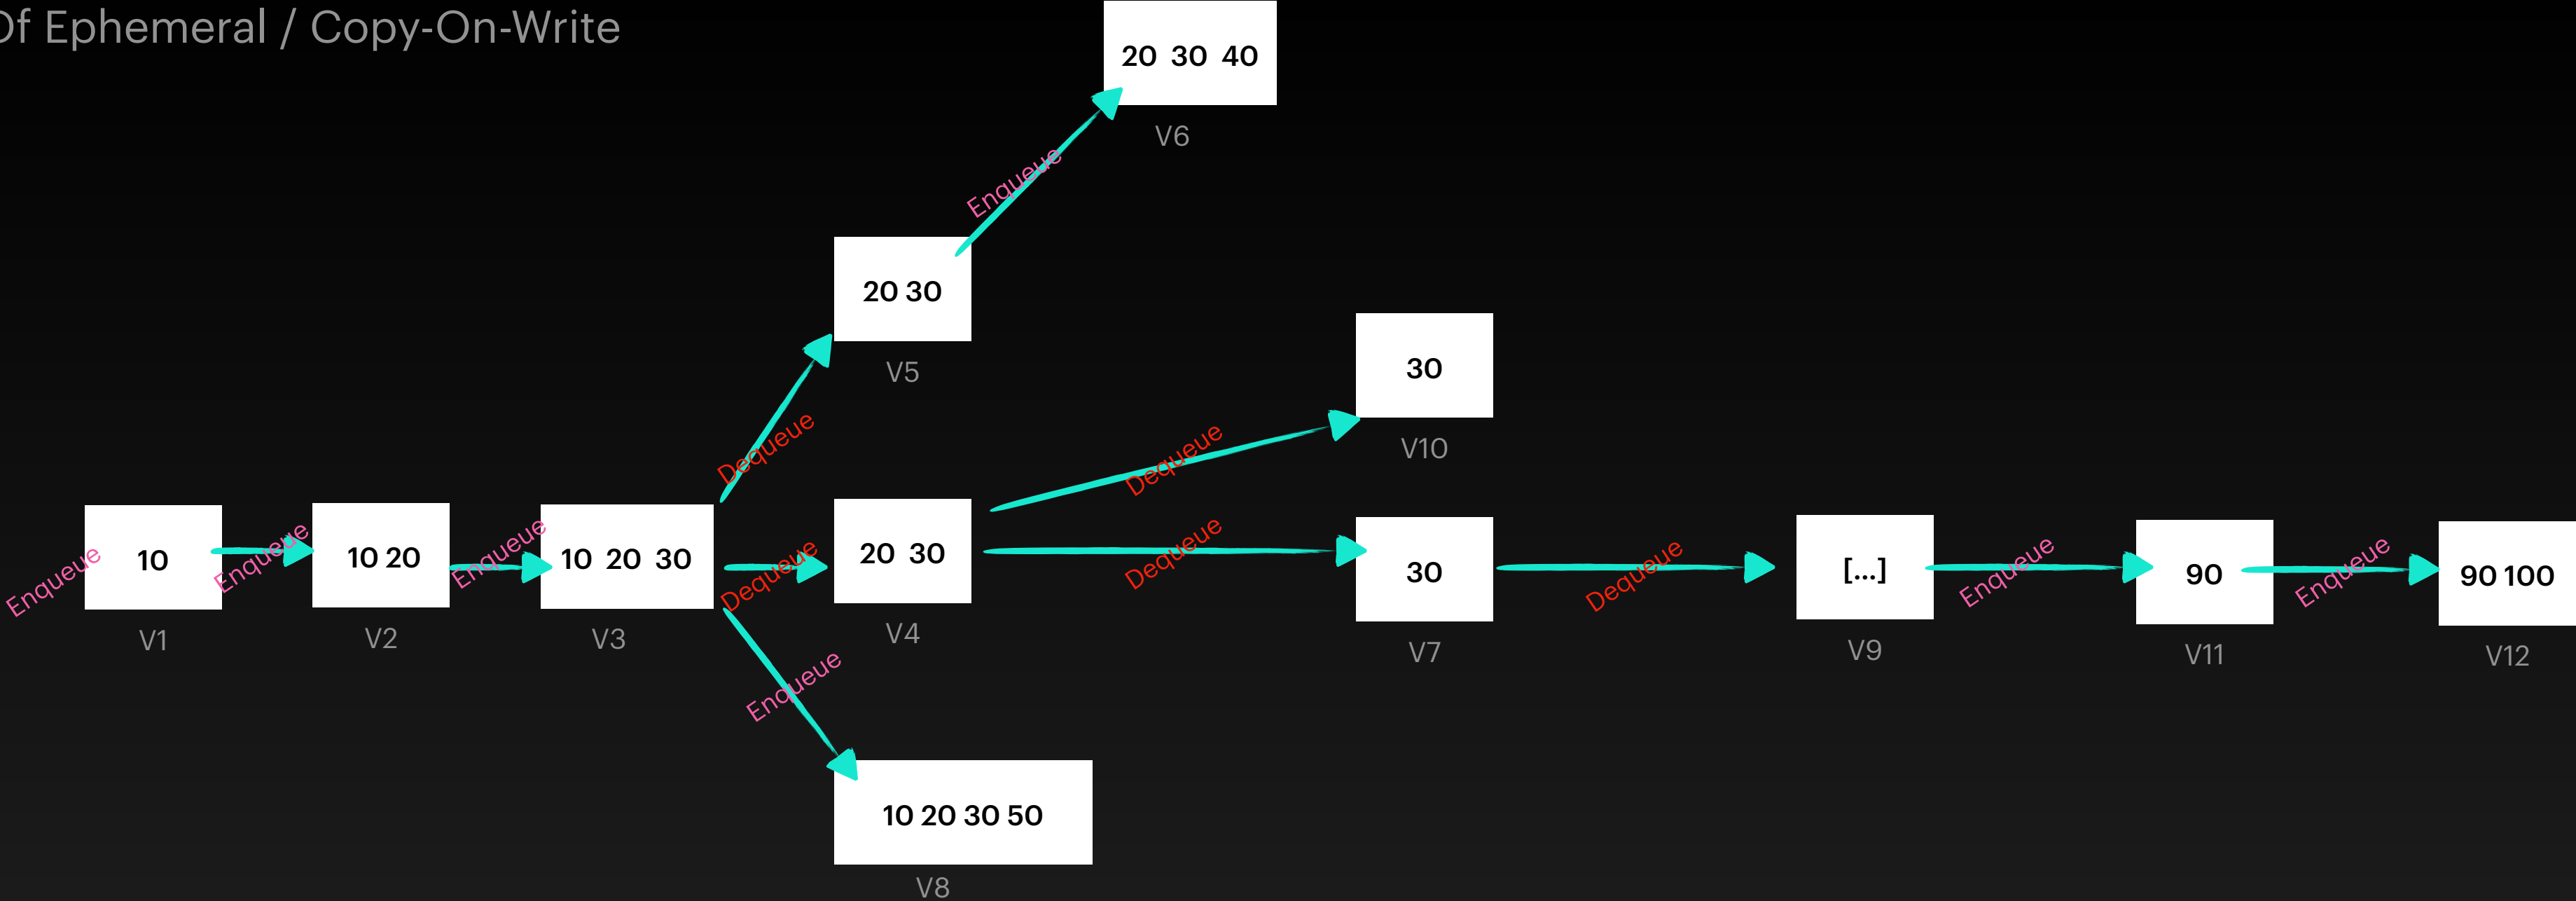 Of Ephemeral / Copy-On-Write
20 30 40
V6
Enqueue
20 30
V5
30
V10
Dequeue
Dequeue
Enqueue
10
V1
Enqueue
10 20
V2
Enqueue
10 20 30
V3
Dequeue
20 30
V4
Dequeue
30
V7
Dequeue
[...]
V9
Enqueue
90
V11
Enqueue
90 100
V12
Enqueue
10 20 30 50
V8